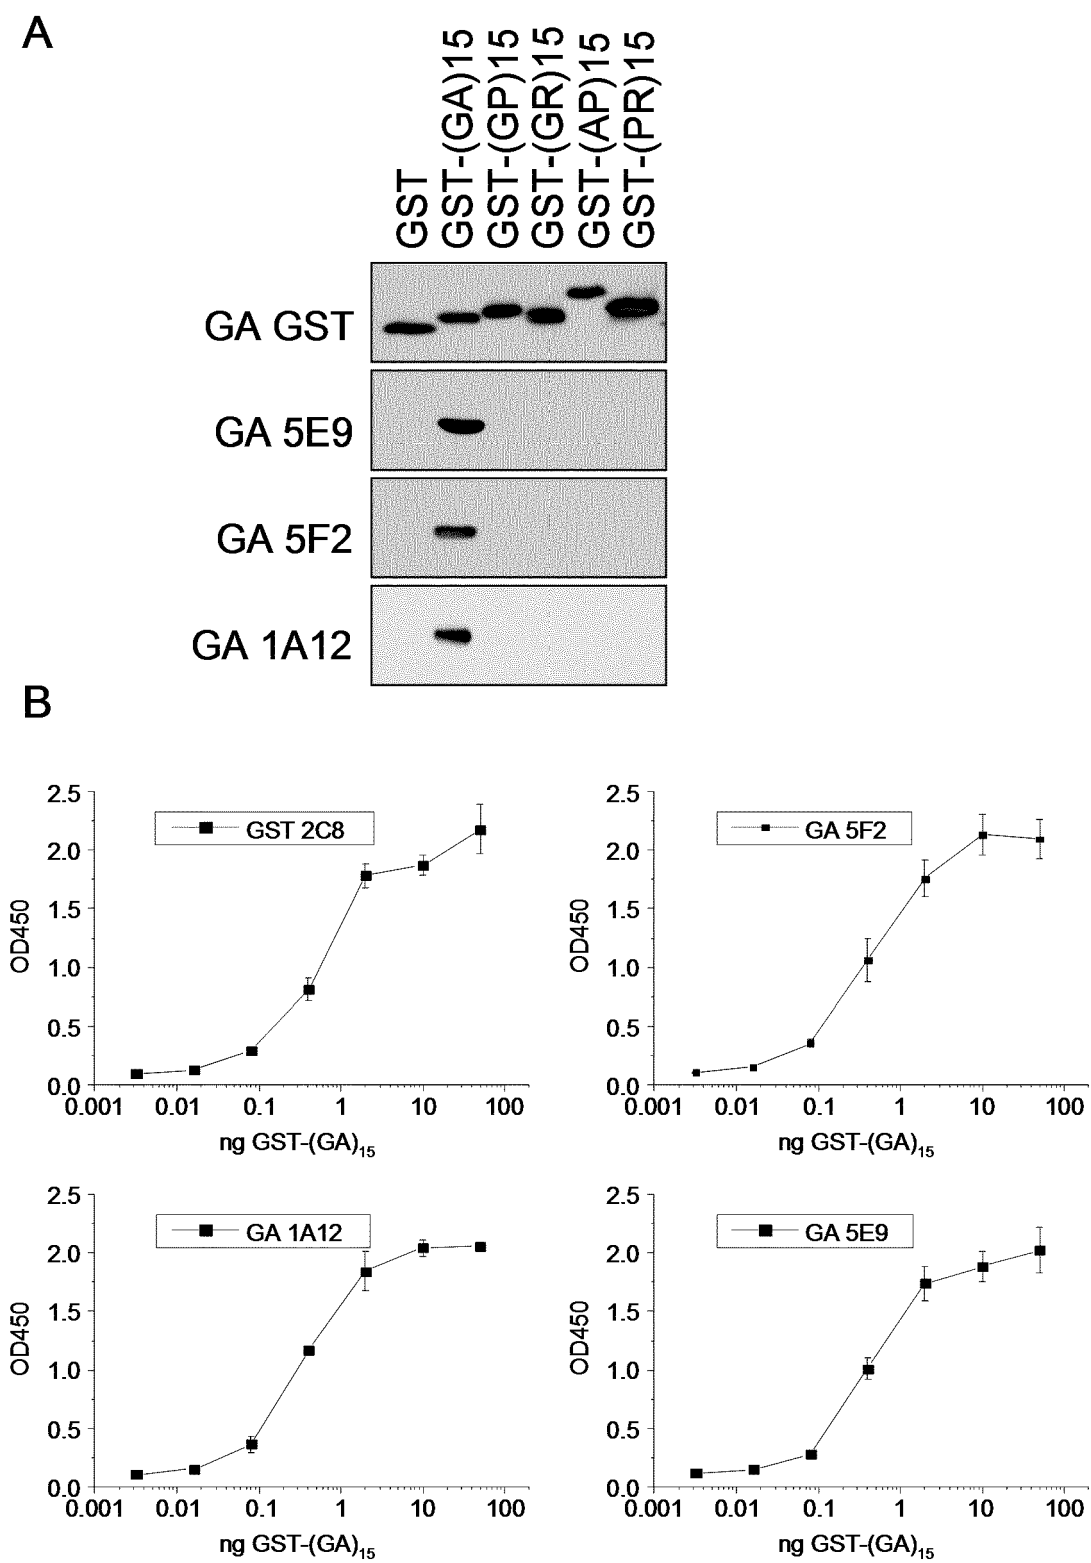 A
GST
GST-(GA)15
GST-(GP)15
GST-(GR)15
GST-(AP)15
GST-(PR)15
GA GST
GA 5E9
GA 5F2
GA 1A12
B
2.5
2.0
1.5
1.0
0.5
0.0
OD450
GST 2C8
0.001 0.01 0.1 1 10 100
ng GST-(GA)15
2.5
2.0
1.5
1.0
0.5
0.0
OD450
GA 5F2
0.001 0.01 0.1 1 10 100
ng GST-(GA)15
2.5
2.0
1.5
1.0
0.5
0.0
OD450
GA 1A12
0.001 0.01 0.1 1 10 100
ng GST-(GA)15
2.5
2.0
1.5
1.0
0.5
0.0
OD450
GA 5E9
0.001 0.01 0.1 1 10 100
ng GST-(GA)15